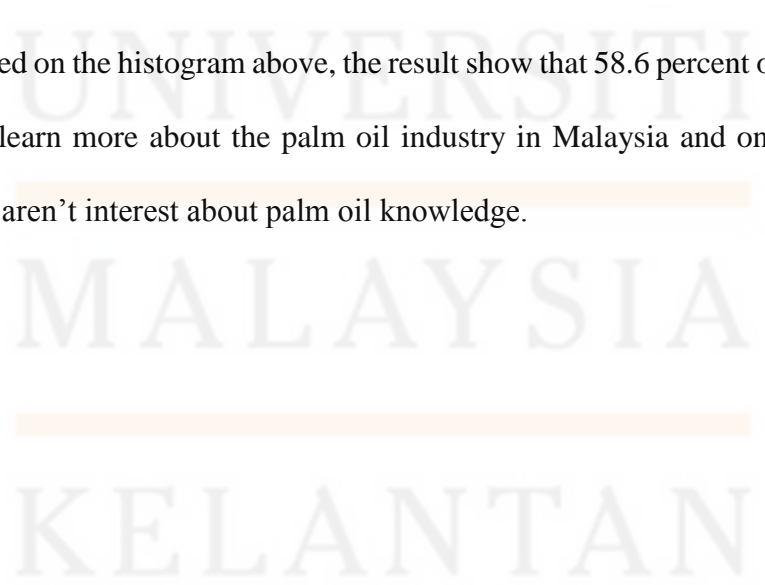 UNIVERSITI
ed on the histogram above, the result show that 58.6 percent o
learn more about the palm oil industry in Malaysia and on
aren’t interest about palm oil knowledge.
MALAYSIA
KELANTAN